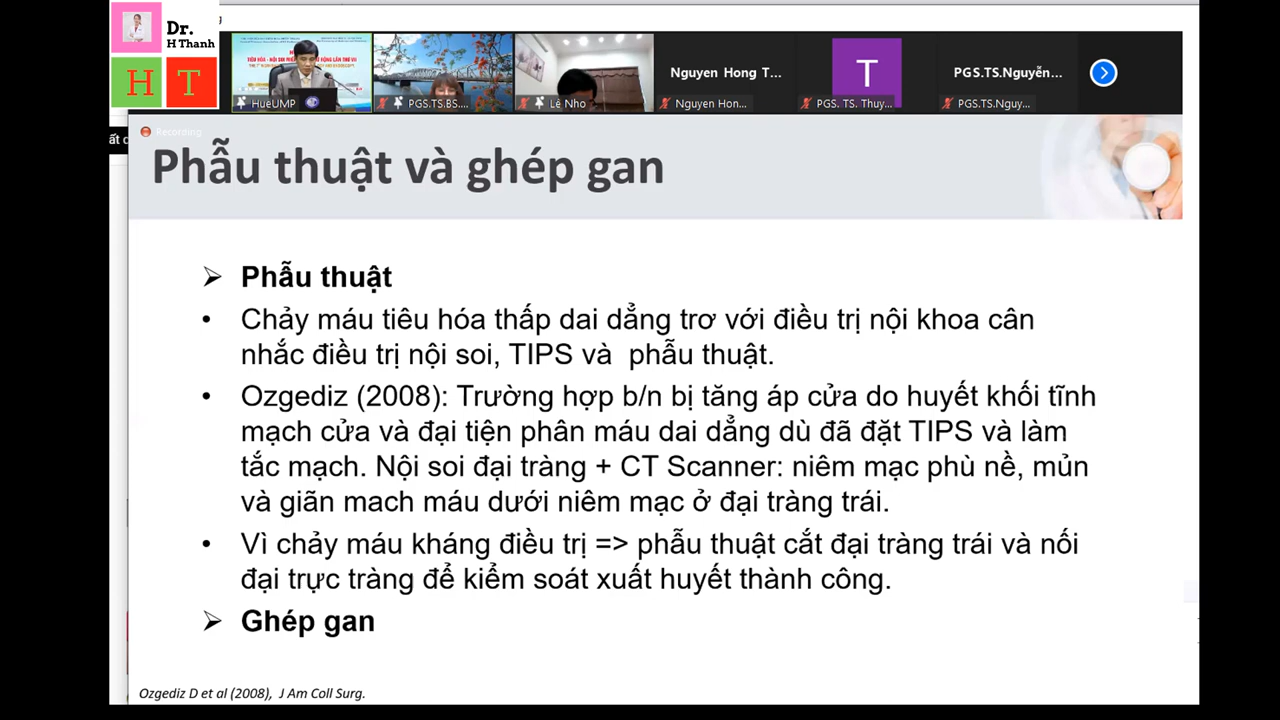 Dr.
H Thanh
H T
TIÊU HÓA - NỘI SOI
HueUMP
PGS.TS.BS....
Lê Nho
Nguyen Hong T...
Nguyen Hon...
T
PGS. TS. Thuy...
PGS.TS.Nguyễn...
PGS.TS.Nguy...
Recording
ất c
Phẫu thuật và ghép gan
➢ Phẫu thuật
• Chảy máu tiêu hóa thấp dai dẳng trơ với điều trị nội khoa cân
nhắc điều trị nội soi, TIPS và phẫu thuật.
• Ozgediz (2008): Trường hợp b/n bị tăng áp cửa do huyết khối tĩnh
mạch cửa và đại tiện phân máu dai dẳng dù đã đặt TIPS và làm
tắc mạch. Nội soi đại tràng + CT Scanner: niêm mạc phù nề, mủn
và giãn mach máu dưới niêm mạc ở đại tràng trái.
• Vì chảy máu kháng điều trị => phẫu thuật cắt đại tràng trái và nối
đại trực tràng để kiểm soát xuất huyết thành công.
➢ Ghép gan
Ozgediz D et al (2008), J Am Coll Surg.